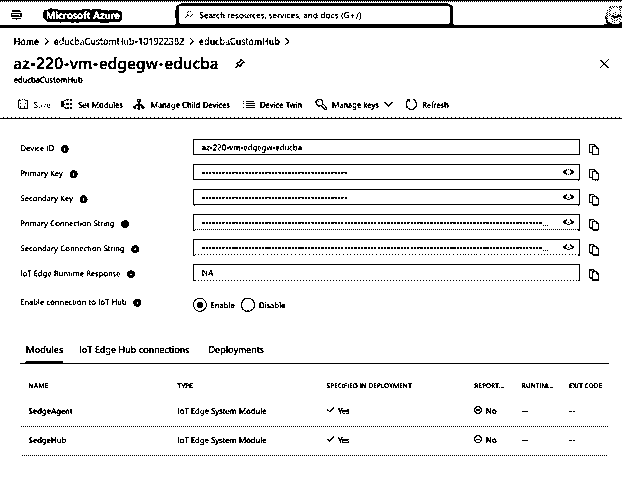 Microsoft Azure
Search resources, services, and docs (G+/)
Home > educbaCustomHub-101922382 > educbaCustomHub >
az-220-vm-edgegw-educba
educbaCustomHub
Save Set Modules Manage Child Devices Device Twin Manage keys Refresh
Device ID az-220-vm-edgegw-educba
Primary Key
Secondary Key
Primary Connection String ...
Secondary Connection String ...
IoT Edge Runtime Response NA
Enable connection to IoT Hub Enable Disable
Modules IoT Edge Hub connections Deployments
NAME TYPE SPECIFIED IN DEPLOYMENT REPORT... RUNTIM... EXIT CODE
$edgeAgent IoT Edge System Module Yes No -- --
$edgeHub IoT Edge System Module Yes No -- --